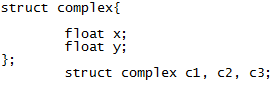 struct complex{
float x;
float y;
};
struct complex c1, c2, c3;